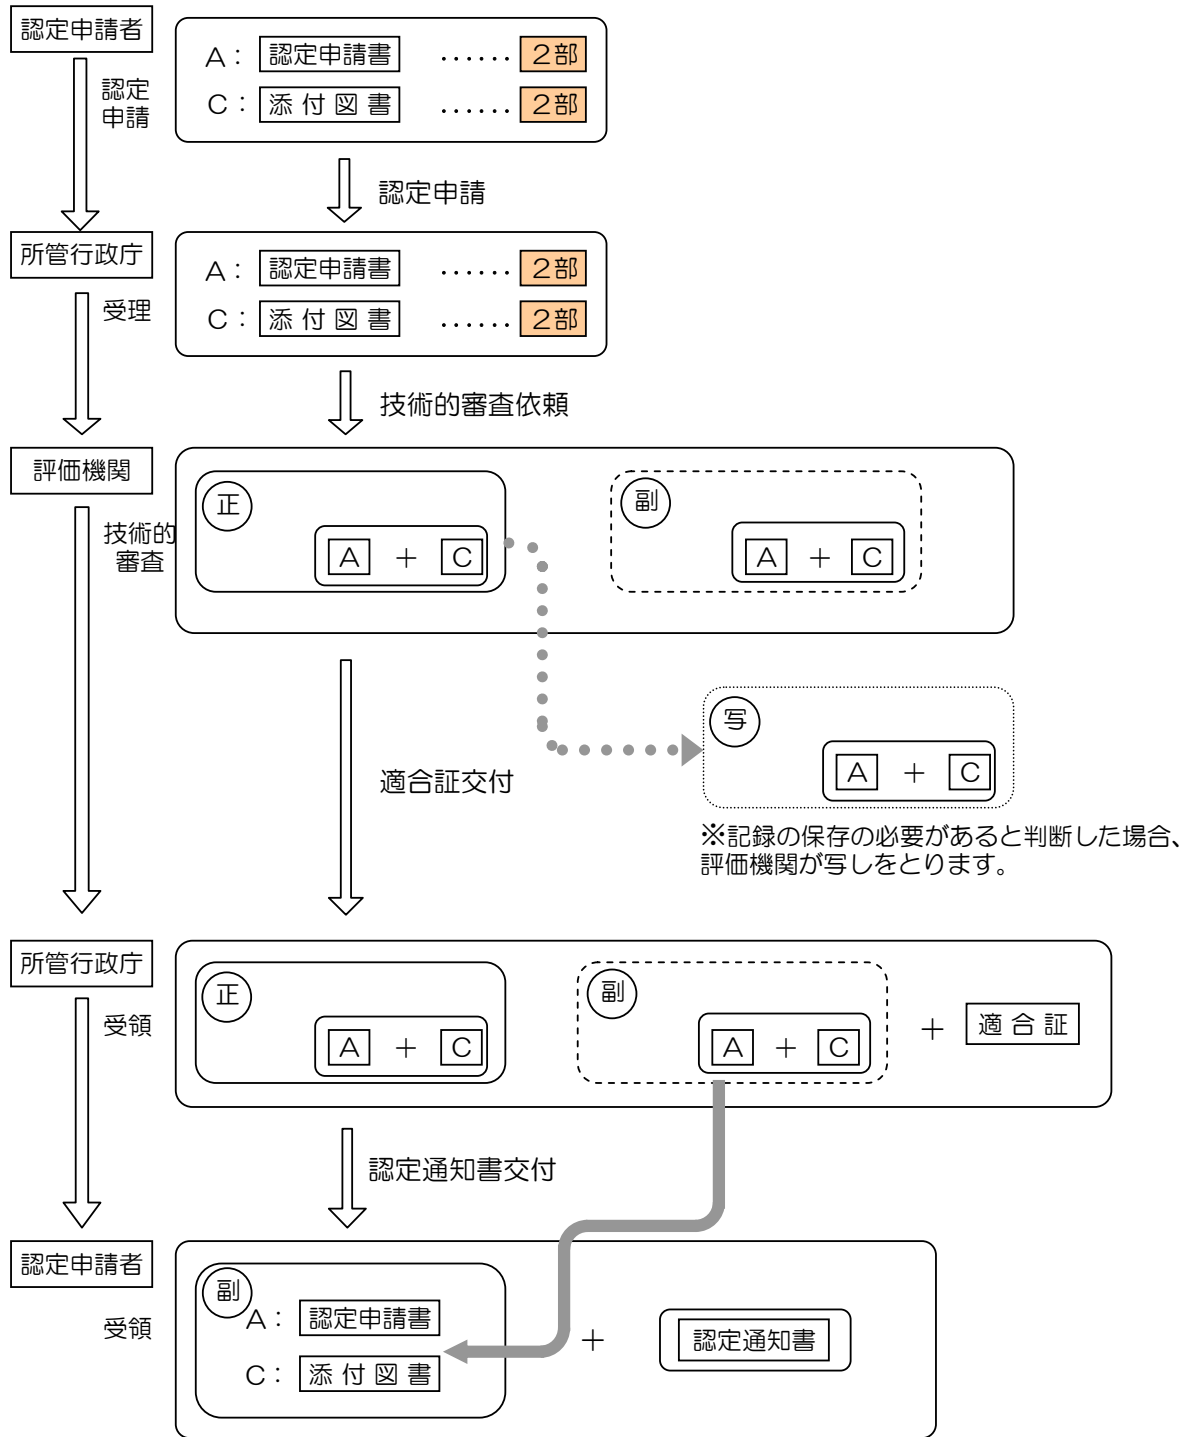 認定申請者
A： 認定申請書 …… ２部
認定
申請
C： 添付図書 …… ２部
認定申請
所管行政庁
A： 認定申請書 …… ２部
受理
C： 添付図書 …… ２部
技術的審査依頼
評価機関
正
副
技術的
審査
A ＋ C
A ＋ C
写
A ＋ C
適合証交付
※記録の保存の必要があると判断した場合、
評価機関が写しをとります。
所管行政庁
正
副
受領
A ＋ C
A ＋ C
＋ 適合証
認定通知書交付
認定申請者
副
受領
A： 認定申請書
C： 添付図書
＋ 認定通知書